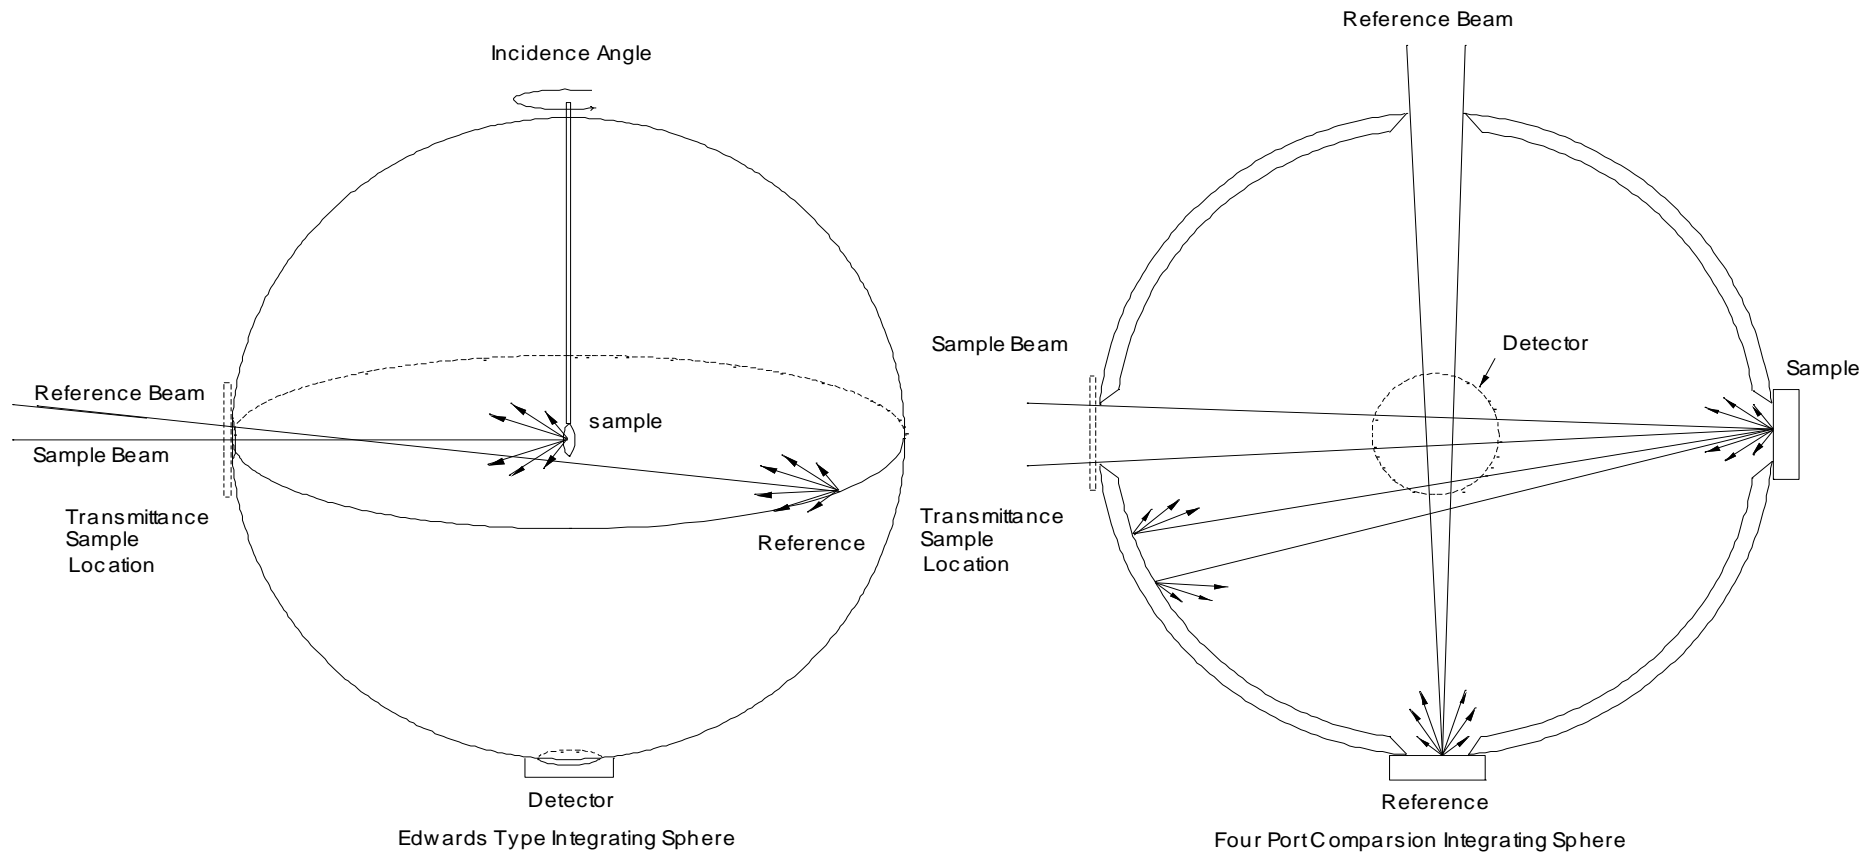 Incidence Angle
Reference Beam
Sample Beam
Transmittance
Sample
Location
sample
Reference
Detector
Edwards Type Integrating Sphere
Reference Beam
Sample Beam
Detector
Sample
Transmittance
Sample
Location
Reference
Four Port Comparsion Integrating Sphere